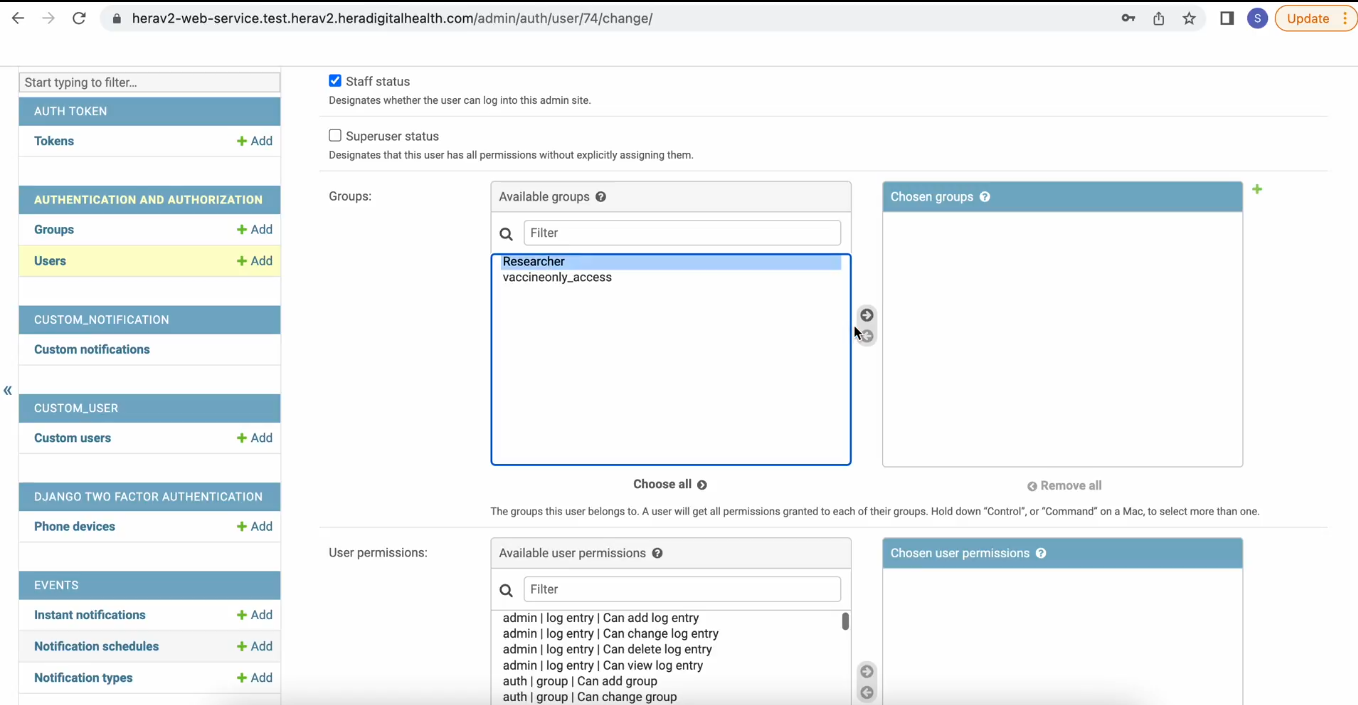 herav2-web-service.test.herav2.heradigitalhealth.com/admin/auth/user/74/change/
S
Update
Start typing to filter...
AUTH TOKEN
Tokens
Add
AUTHENTICATION AND AUTHORIZATION
Groups
Add
Users
Add
CUSTOM_NOTIFICATION
Custom notifications
CUSTOM_USER
Custom users
Add
DJANGO TWO FACTOR AUTHENTICATION
Phone devices
Add
EVENTS
Instant notifications
Add
Notification schedules
Add
Notification types
Add
«
Staff status
Designates whether the user can log into this admin site.
Superuser status
Designates that this user has all permissions without explicitly assigning them.
Groups:
Available groups
Filter
Researcher
vaccineonly_access
Choose all
Chosen groups
Remove all
The groups this user belongs to. A user will get all permissions granted to each of their groups. Hold down “Control”, or “Command” on a Mac, to select more than one.
User permissions:
Available user permissions
Filter
admin | log entry | Can add log entry
admin | log entry | Can change log entry
admin | log entry | Can delete log entry
admin | log entry | Can view log entry
auth | group | Can add group
auth | group | Can change group
Chosen user permissions